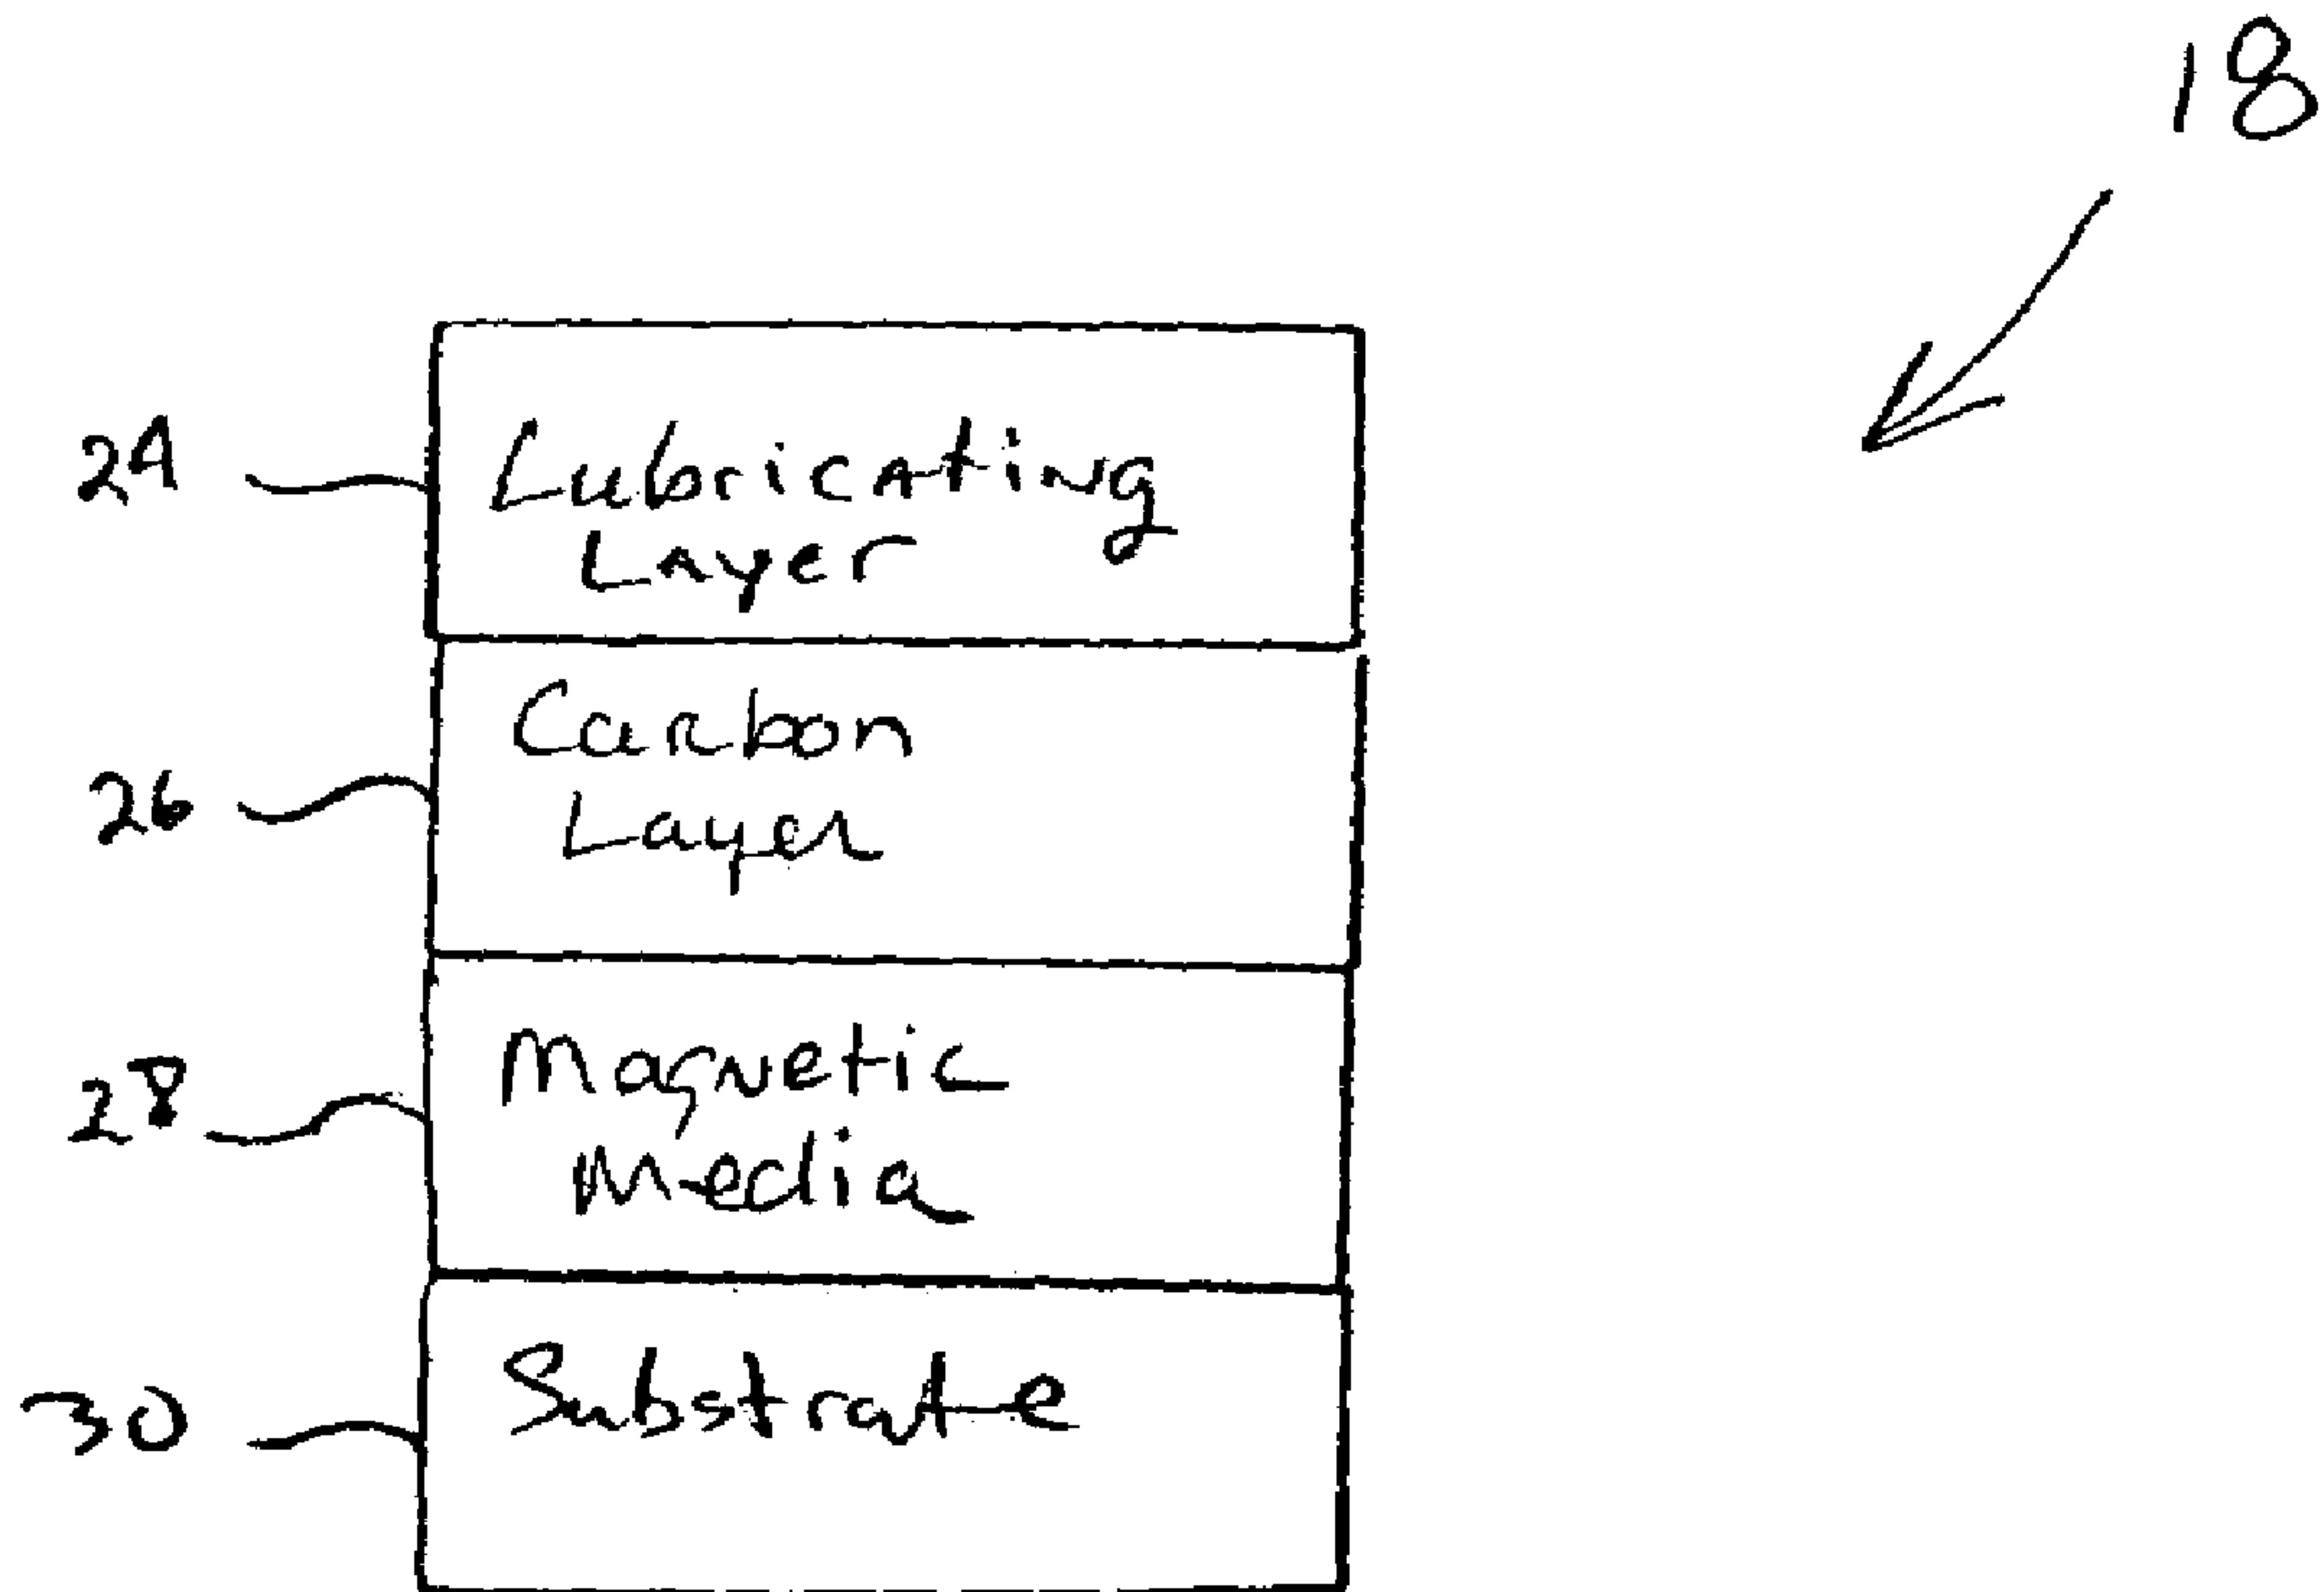 18
24
Lubricating
Layer
26
Carbon
Layer
28
Magnetic
Media
30
Substrate